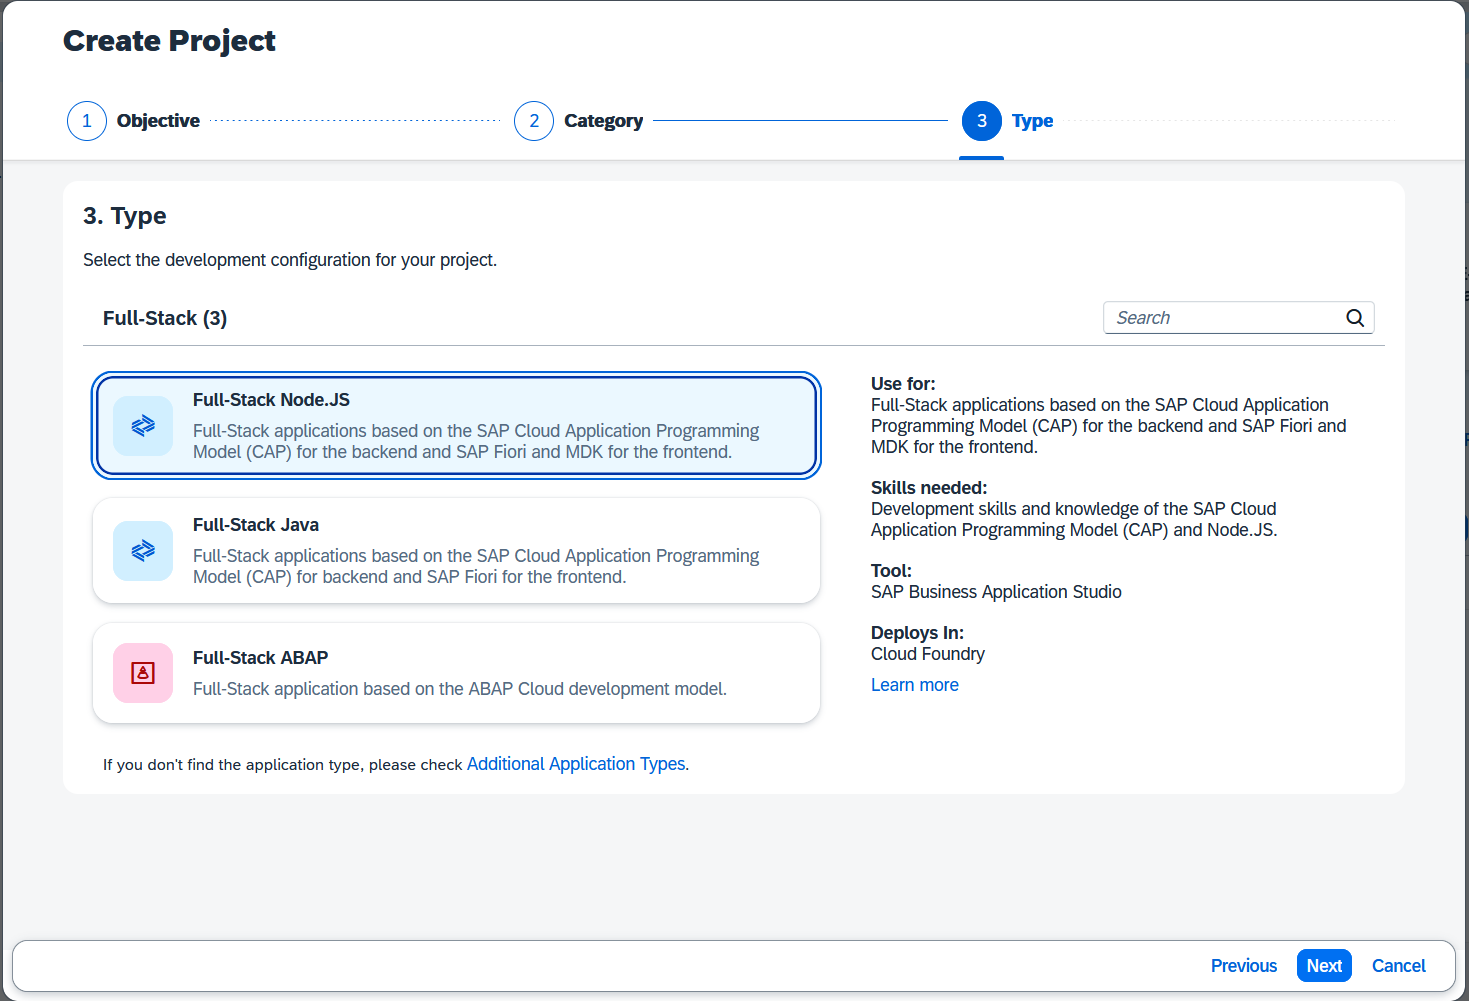 Create Project
1 Objective
2 Category
3 Type
3. Type
Select the development configuration for your project.
Full-Stack (3)
Search
Full-Stack Node.JS
Full-Stack applications based on the SAP Cloud Application Programming
Model (CAP) for the backend and SAP Fiori and MDK for the frontend.
Full-Stack Java
Full-Stack applications based on the SAP Cloud Application Programming
Model (CAP) for backend and SAP Fiori for the frontend.
Full-Stack ABAP
Full-Stack application based on the ABAP Cloud development model.
If you don't find the application type, please check Additional Application Types.
Use for:
Full-Stack applications based on the SAP Cloud Application
Programming Model (CAP) for the backend and SAP Fiori and
MDK for the frontend.
Skills needed:
Development skills and knowledge of the SAP Cloud
Application Programming Model (CAP) and Node.JS.
Tool:
SAP Business Application Studio
Deploys In:
Cloud Foundry
Learn more
Previous
Next
Cancel